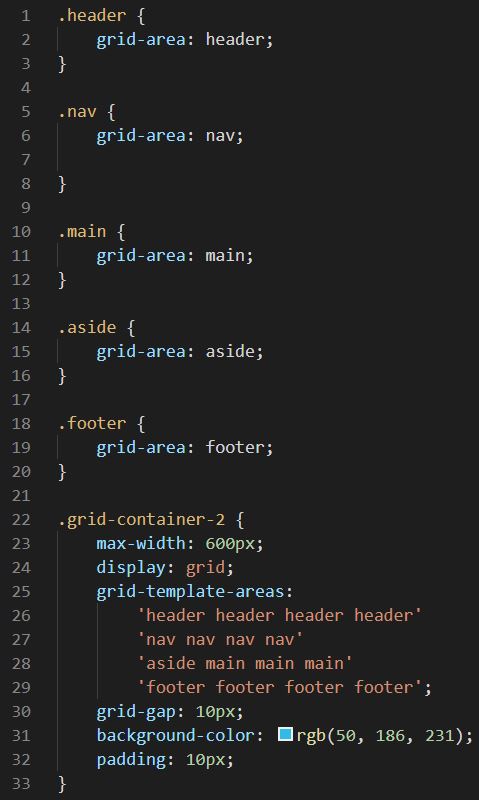 1 .header {
2     grid-area: header;
3 }
4
5 .nav {
6     grid-area: nav;
7
8 }
9
10 .main {
11     grid-area: main;
12 }
13
14 .aside {
15     grid-area: aside;
16 }
17
18 .footer {
19     grid-area: footer;
20 }
21
22 .grid-container-2 {
23     max-width: 600px;
24     display: grid;
25     grid-template-areas:
26         'header header header header'
27         'nav nav nav nav'
28         'aside main main main'
29         'footer footer footer footer';
30     grid-gap: 10px;
31     background-color: rgb(50, 186, 231);
32     padding: 10px;
33 }